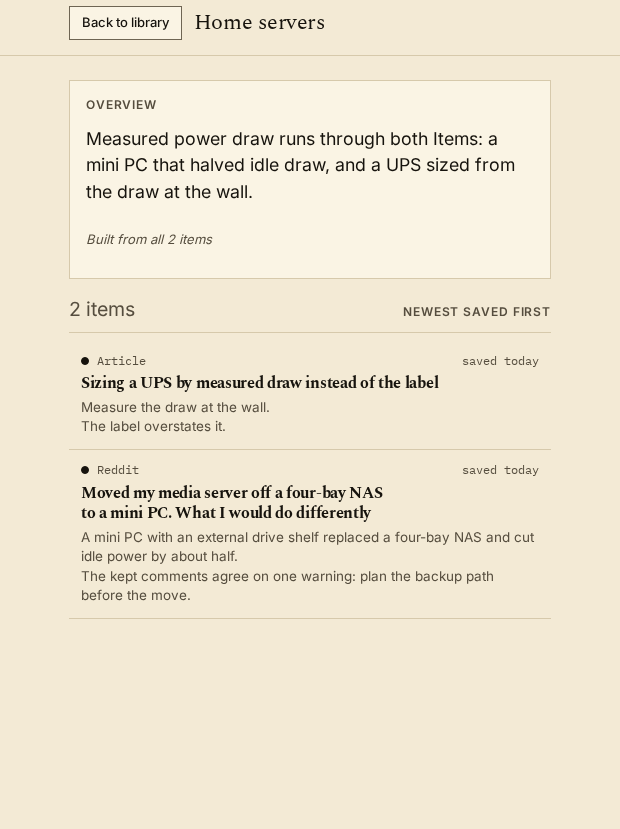 Back to library
Home servers
OVERVIEW
Measured power draw runs through both Items: a
mini PC that halved idle draw, and a UPS sized from
the draw at the wall.
Built from all 2 items
2 items
NEWEST SAVED FIRST
Article
saved today
Sizing a UPS by measured draw instead of the label
Measure the draw at the wall.
The label overstates it.
Reddit
saved today
Moved my media server off a four-bay NAS
to a mini PC. What I would do differently
A mini PC with an external drive shelf replaced a four-bay NAS and cut
idle power by about half.
The kept comments agree on one warning: plan the backup path
before the move.